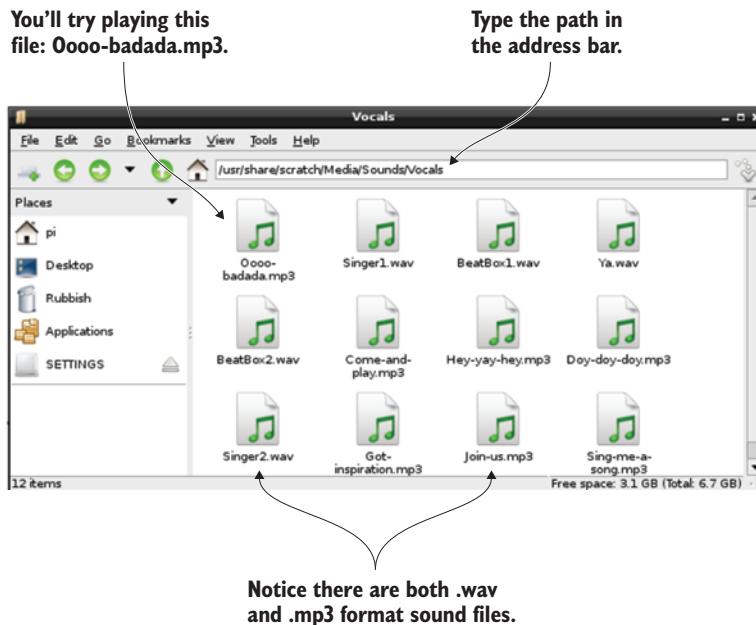 You'll try playing this
file: Oooo-badada.mp3.
Type the path in
the address bar.
Vocals
File Edit Go Bookmarks View Tools Help
/usr/share/scratch/Media/Sounds/Vocals
Places
pi
Desktop
Rubbish
Applications
SETTINGS
Oooo-
badada.mp3
Singer1.wav
BeatBox1.wav
Ya.wav
BeatBox2.wav
Come-and-
play.mp3
Hey-yay-hey.mp3
Doy-doy-doy.mp3
Singer2.wav
Got-
inspiration.mp3
Join-us.mp3
Sing-me-a-
song.mp3
12 items
Free space: 3.1 GB (Total: 6.7 GB)
Notice there are both .wav
and .mp3 format sound files.